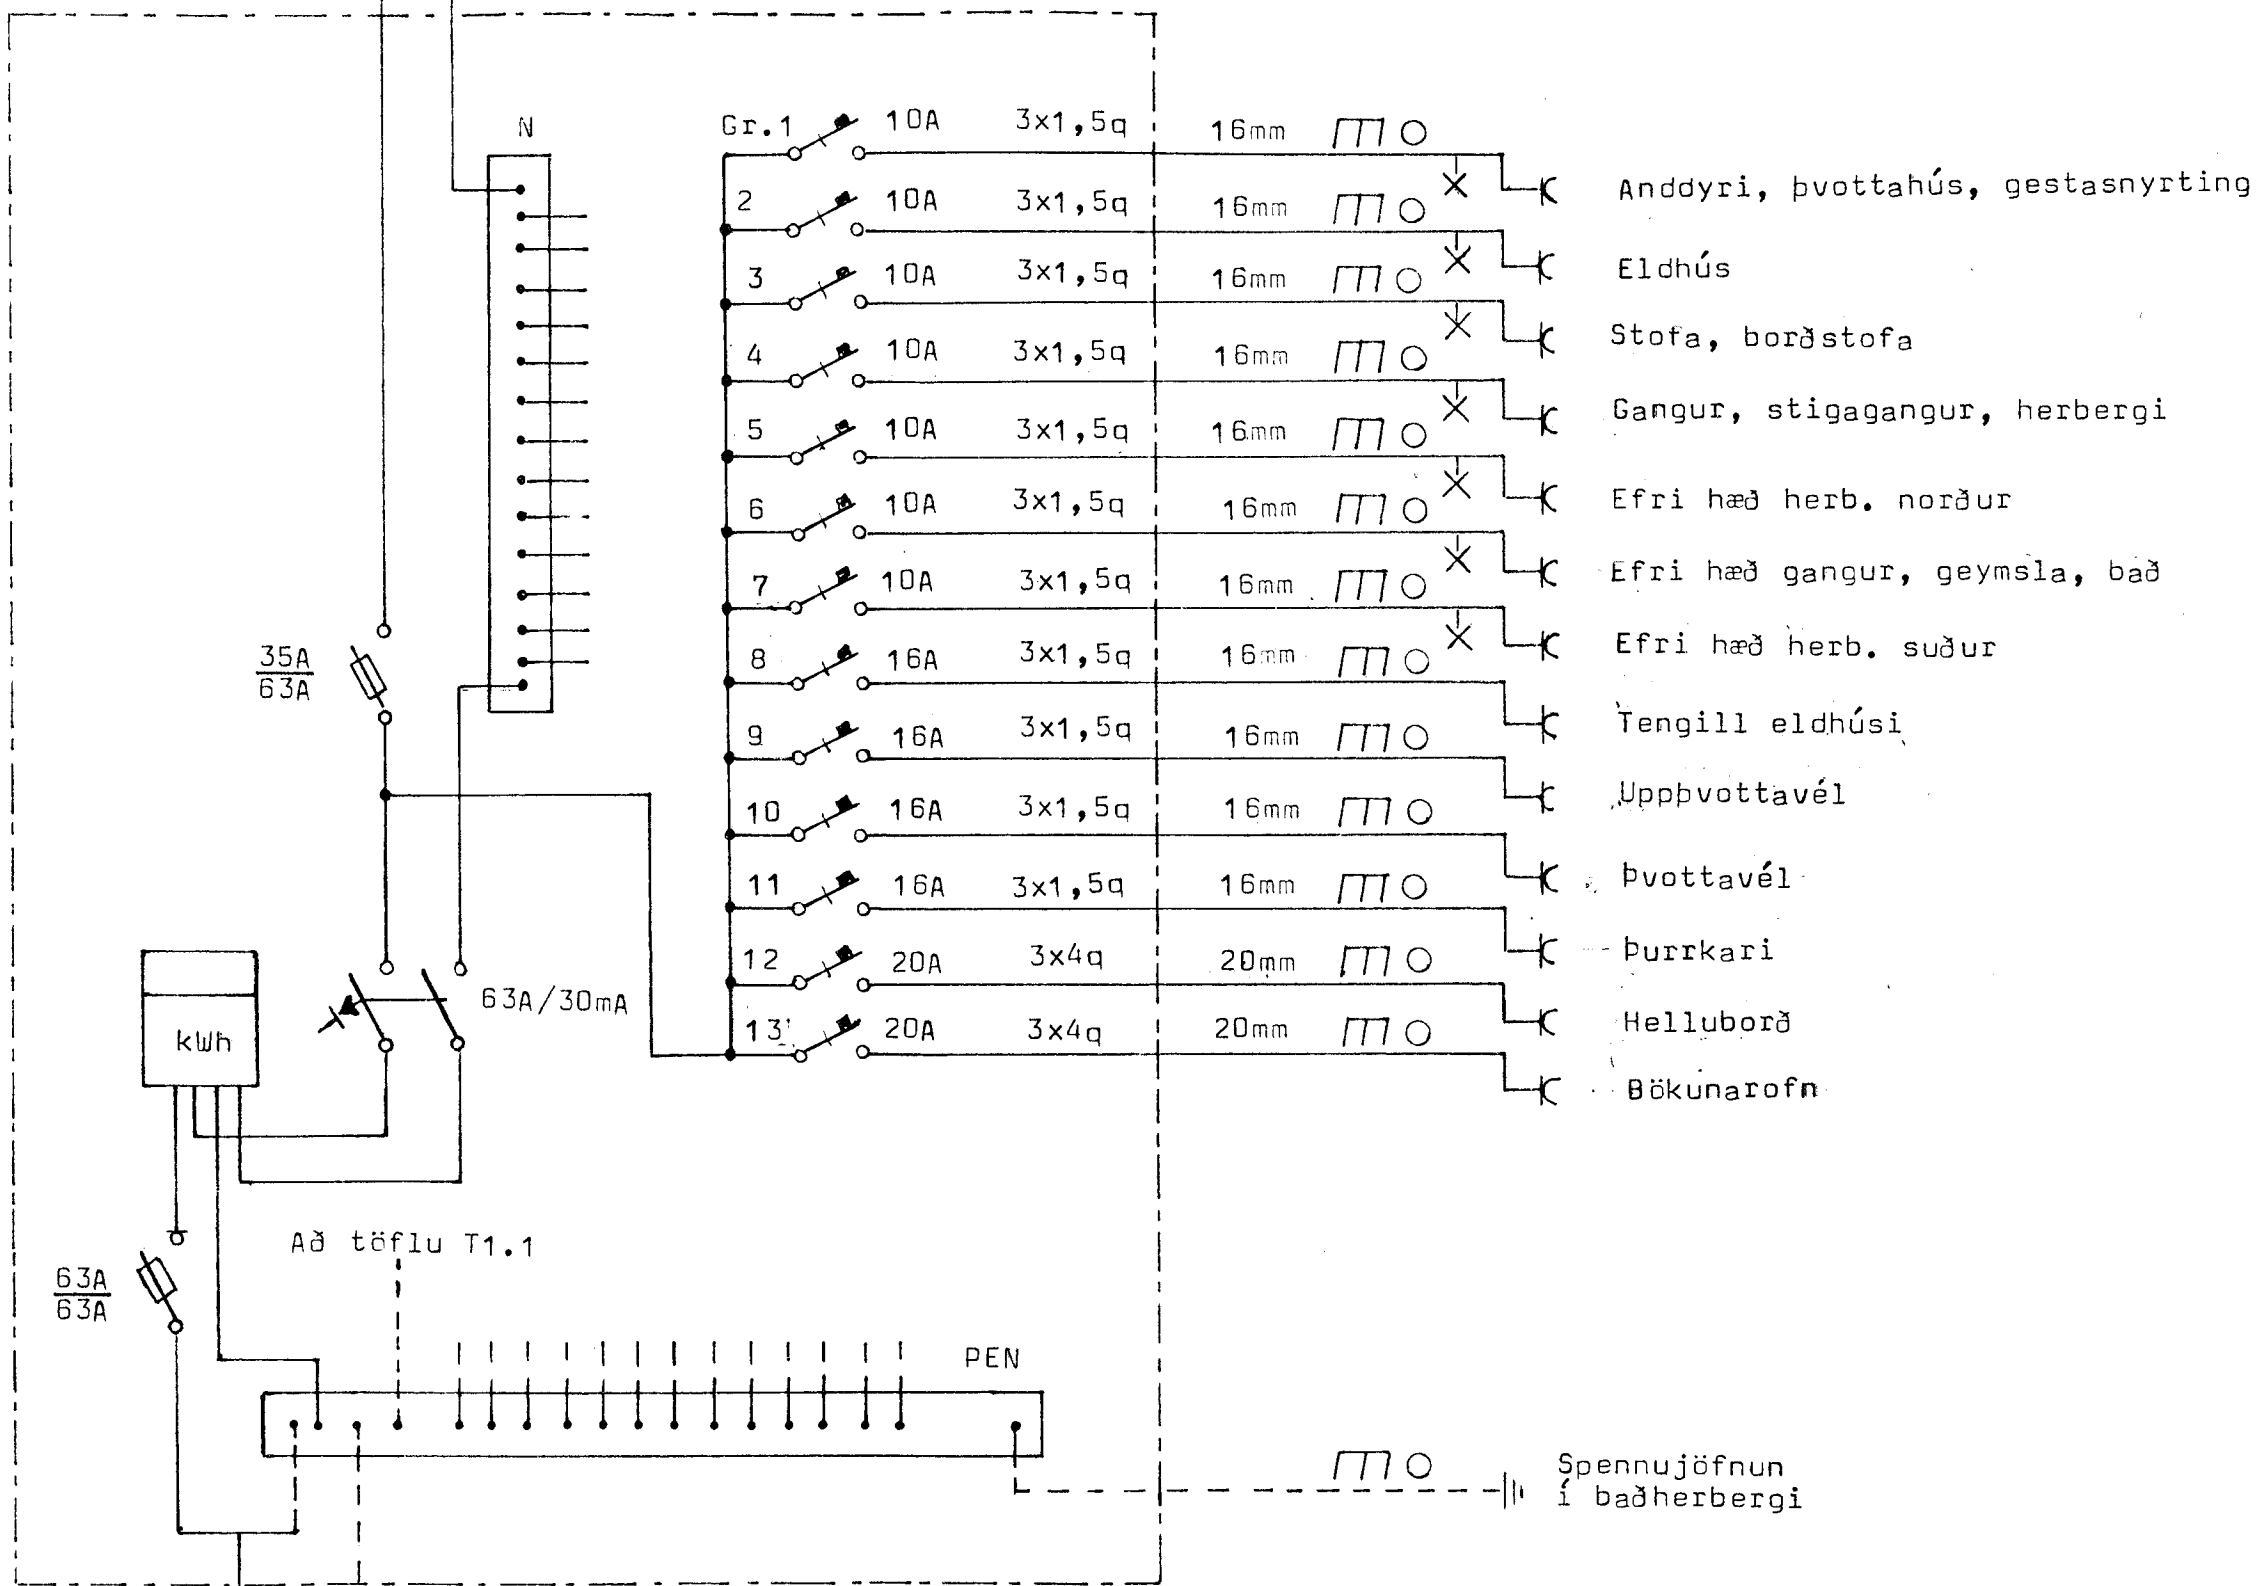 N
Gr.1 10A 3x1,5q 16mm
Anddyri, þvottahús, gestasnyrting
2 10A 3x1,5q 16mm
Eldhús
3 10A 3x1,5q 16mm
Stofa, borðstofa
4 10A 3x1,5q 16mm
Gangur, stigagangur, herbergi
5 10A 3x1,5q 16mm
Efri hæð herb. norður
6 10A 3x1,5q 16mm
Efri hæð gangur, geymsla, bað
7 10A 3x1,5q 16mm
Efri hæð herb. suður
8 16A 3x1,5q 16mm
Tengill eldhúsi
9 16A 3x1,5q 16mm
Uppþvottavél
10 16A 3x1,5q 16mm
Þvottavél
11 16A 3x1,5q 16mm
Þurrkari
12 20A 3x4q 20mm
Helluborð
13 20A 3x4q 20mm
Bökunarofn
35A
63A
63A/30mA
kWh
Að töflu T1.1
63A
63A
PEN
Spennujöfnun
í baðherbergi